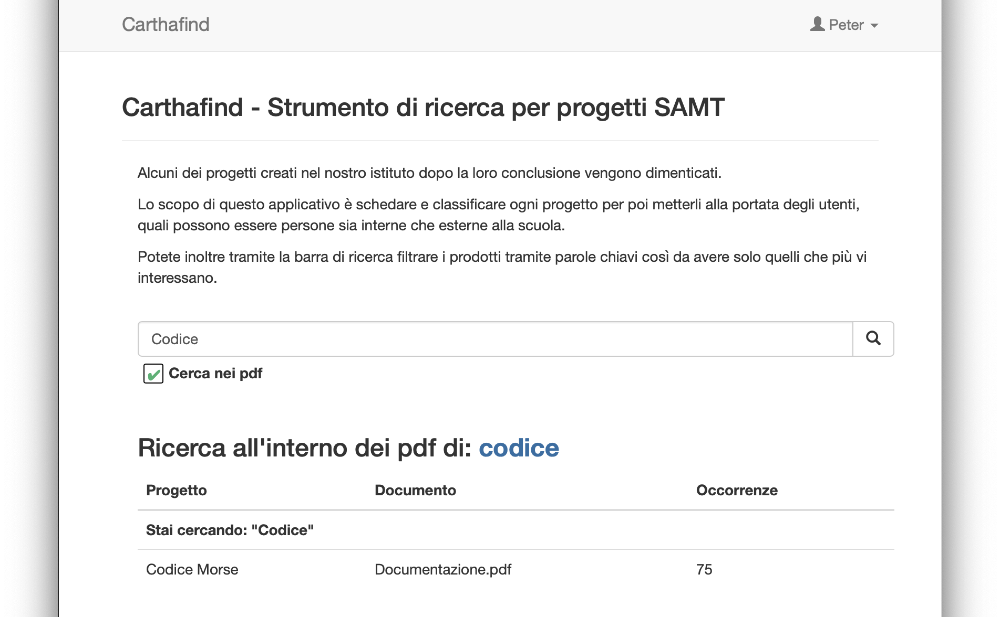 Carthafind
Peter
Carthafind - Strumento di ricerca per progetti SAMT
Alcuni dei progetti creati nel nostro istituto dopo la loro conclusione vengono dimenticati.
Lo scopo di questo applicativo è schedare e classificare ogni progetto per poi metterli alla portata degli utenti,
quali possono essere persone sia interne che esterne alla scuola.
Potete inoltre tramite la barra di ricerca filtrare i prodotti tramite parole chiavi così da avere solo quelli che più vi
interessano.
Codice
Cerca nei pdf
Ricerca all'interno dei pdf di: codice
Progetto Documento Occorrenze
Stai cercando: "Codice"
Codice Morse Documentazione.pdf 75